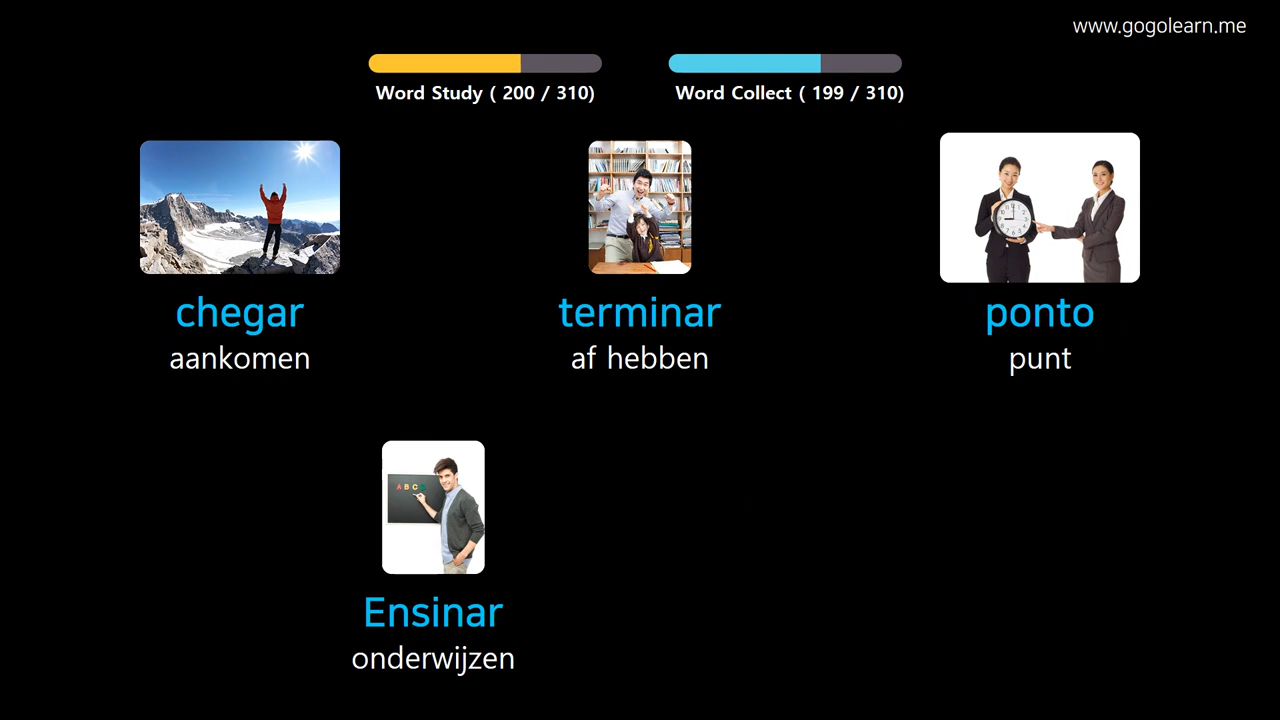 www.gogolearn.me
Word Study ( 200 / 310)
Word Collect ( 199 / 310)
chegar
aankomen
terminar
af hebben
ponto
punt
ABC
Ensinar
onderwijzen